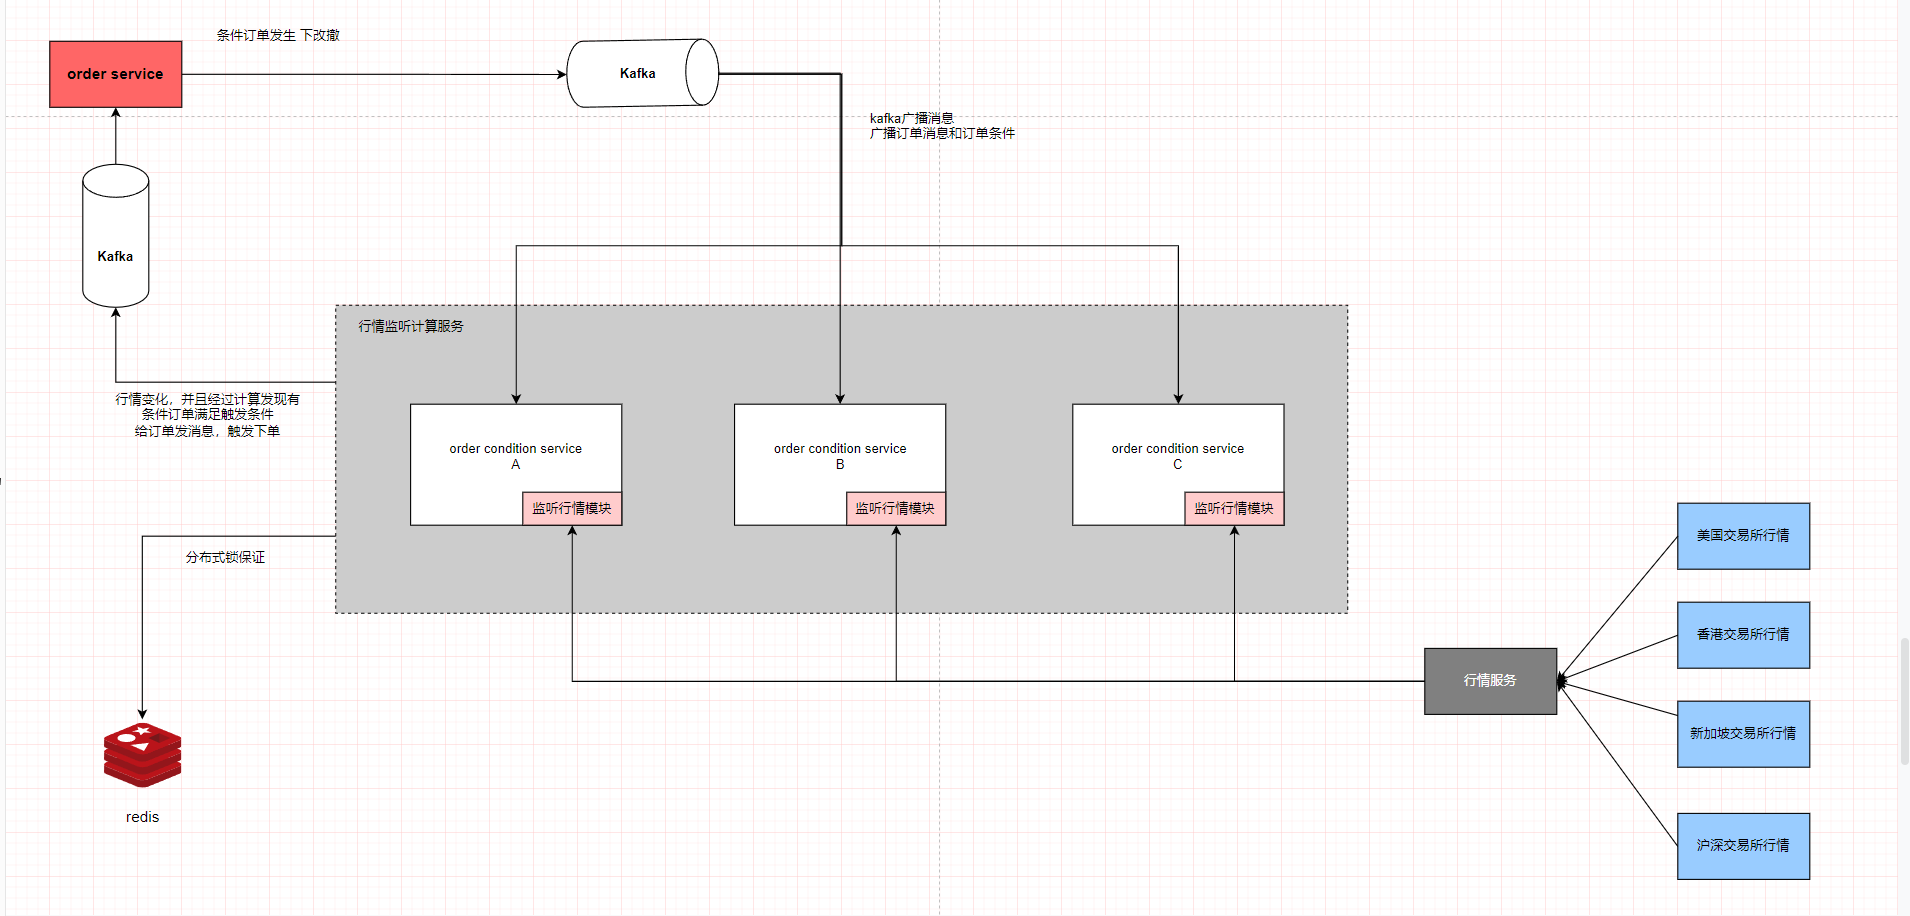 条件订单发生 下改撤
order service
Kafka
kafka广播消息
广播订单消息和订单条件
Kafka
行情监听计算服务
行情变化，并且经过计算发现有
条件订单满足触发条件
给订单发消息，触发下单
order condition service
A
监听行情模块
order condition service
B
监听行情模块
order condition service
C
监听行情模块
分布式锁保证
redis
行情服务
美国交易所行情
香港交易所行情
新加坡交易所行情
沪深交易所行情